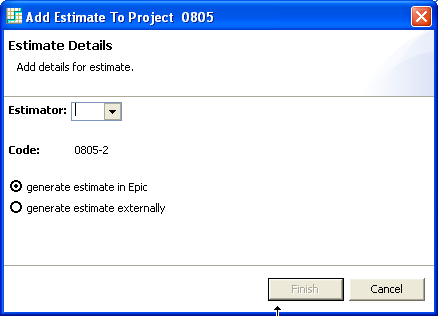 Add Estimate To Project 0805
Estimate Details
Add details for estimate.
Estimator:
Code: 0805-2
generate estimate in Epic
generate estimate externally
Finish Cancel